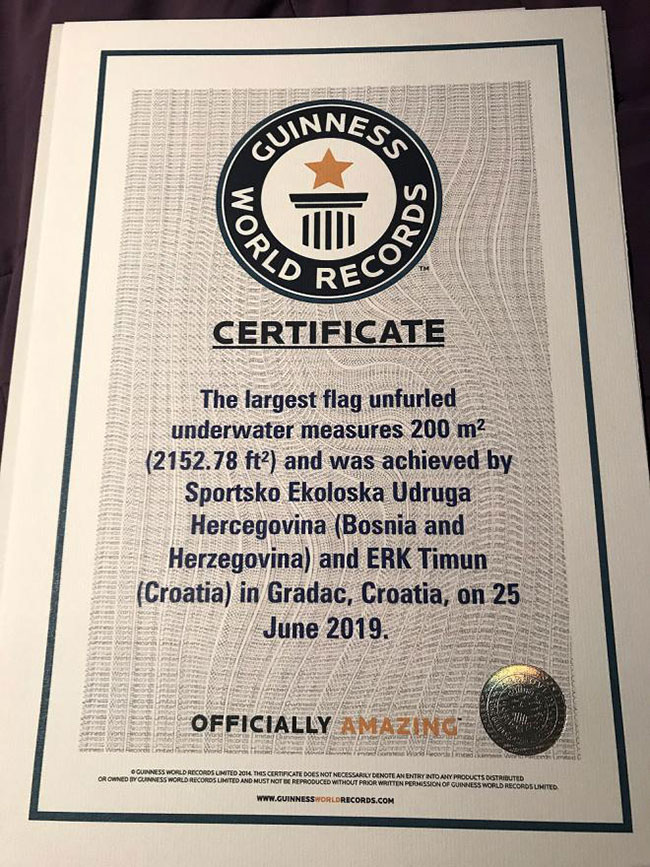 GUINNESS
WORLD RECORDS
TM
CERTIFICATE
The largest flag unfurled
underwater measures 200 m²
(2152.78 ft²) and was achieved by
Sportsko Ekoloska Udruga
Hercegovina (Bosnia and
Herzegovina) and ERK Timun
(Croatia) in Gradac, Croatia, on 25
June 2019.
OFFICIALLY AMAZING
© GUINNESS WORLD RECORDS LIMITED 2014. THIS CERTIFICATE DOES NOT NECESSARILY DENOTE AN ENTRY INTO ANY PRODUCTS DISTRIBUTED
OR OWNED BY GUINNESS WORLD RECORDS LIMITED AND MUST NOT BE REPRODUCED WITHOUT PRIOR WRITTEN PERMISSION OF GUINNESS WORLD RECORDS LIMITED.
WWW.GUINNESSWORLDRECORDS.COM